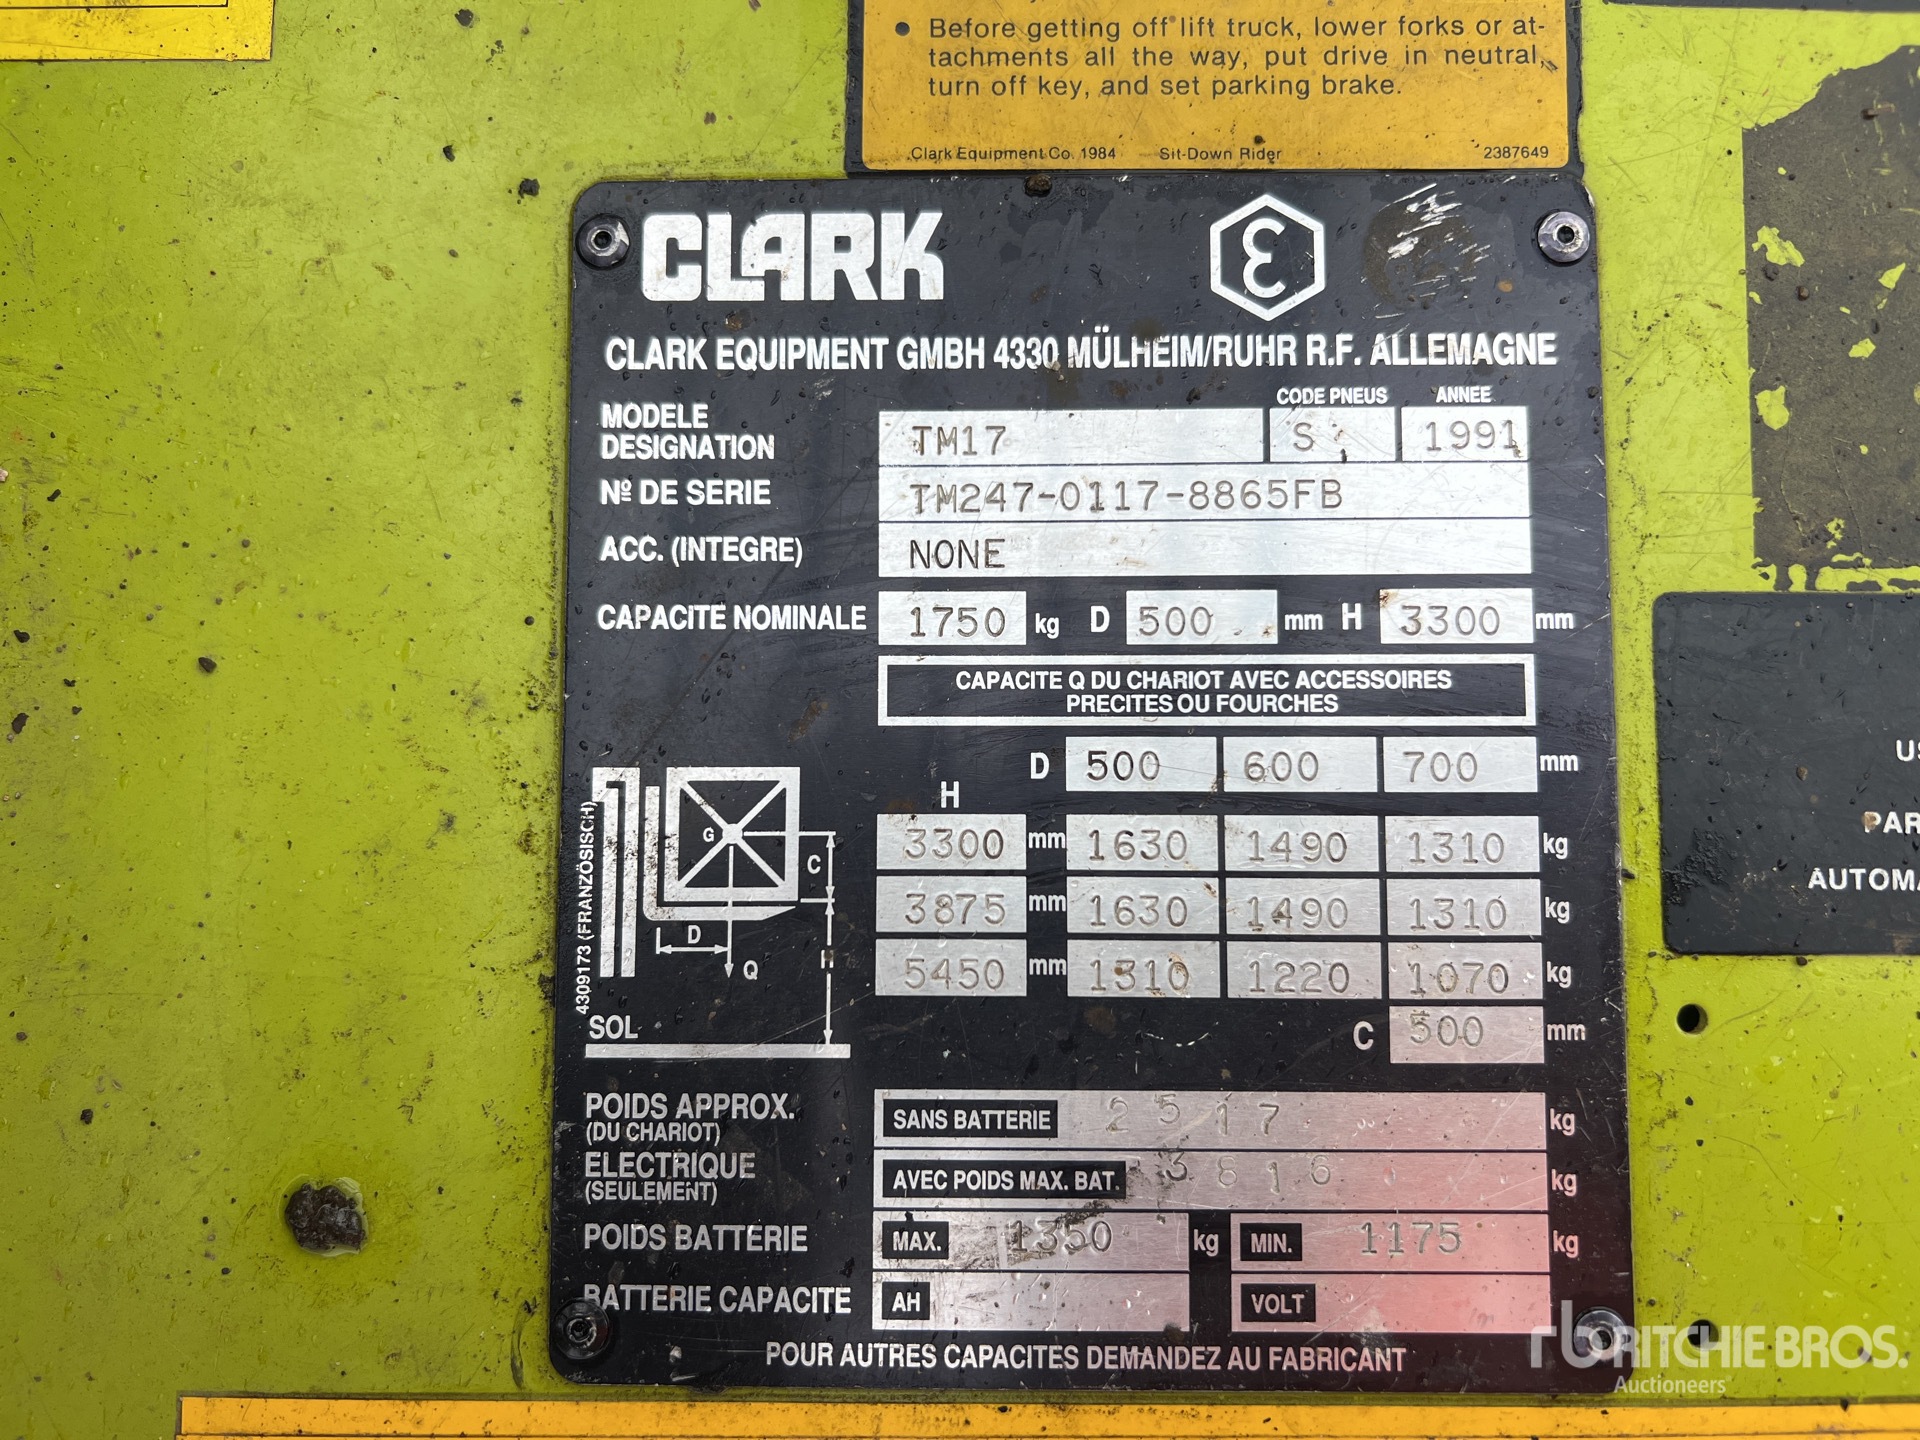 ● Before getting off lift truck, lower forks or at-
tachments all the way, put drive in neutral,
turn off key, and set parking brake.
Clark Equipment Co. 1984 Sit-Down Rider 2387649
CLARK
CLARK EQUIPMENT GMBH 4330 MÜLHEIM/RUHR R.F. ALLEMAGNE
CODE PNEUS ANNEE
MODELE
DESIGNATION TM17 S 1991
Nº DE SERIE TM247-0117-8865FB
ACC. (INTEGRE) NONE
CAPACITE NOMINALE 1750 kg D 500 mm H 3300 mm
CAPACITE Q DU CHARIOT AVEC ACCESSOIRES
PRECITES OU FOURCHES
D 500 600 700 mm
H
3300 mm 1630 1490 1310 kg
3875 mm 1630 1490 1310 kg
5450 mm 1310 1220 1070 kg
C 500 mm
G
C
D
H
Q
SOL
4309173 (FRANZÖSISCH)
POIDS APPROX.
(DU CHARIOT) SANS BATTERIE 2517 kg
ELECTRIQUE
(SEULEMENT) AVEC POIDS MAX. BAT. 3816 kg
POIDS BATTERIE MAX. 1350 kg MIN. 1175 kg
BATTERIE CAPACITE AH VOLT
POUR AUTRES CAPACITES DEMANDEZ AU FABRICANT
US
PAR
AUTOMA
rb RITCHIE BROS.
Auctioneers